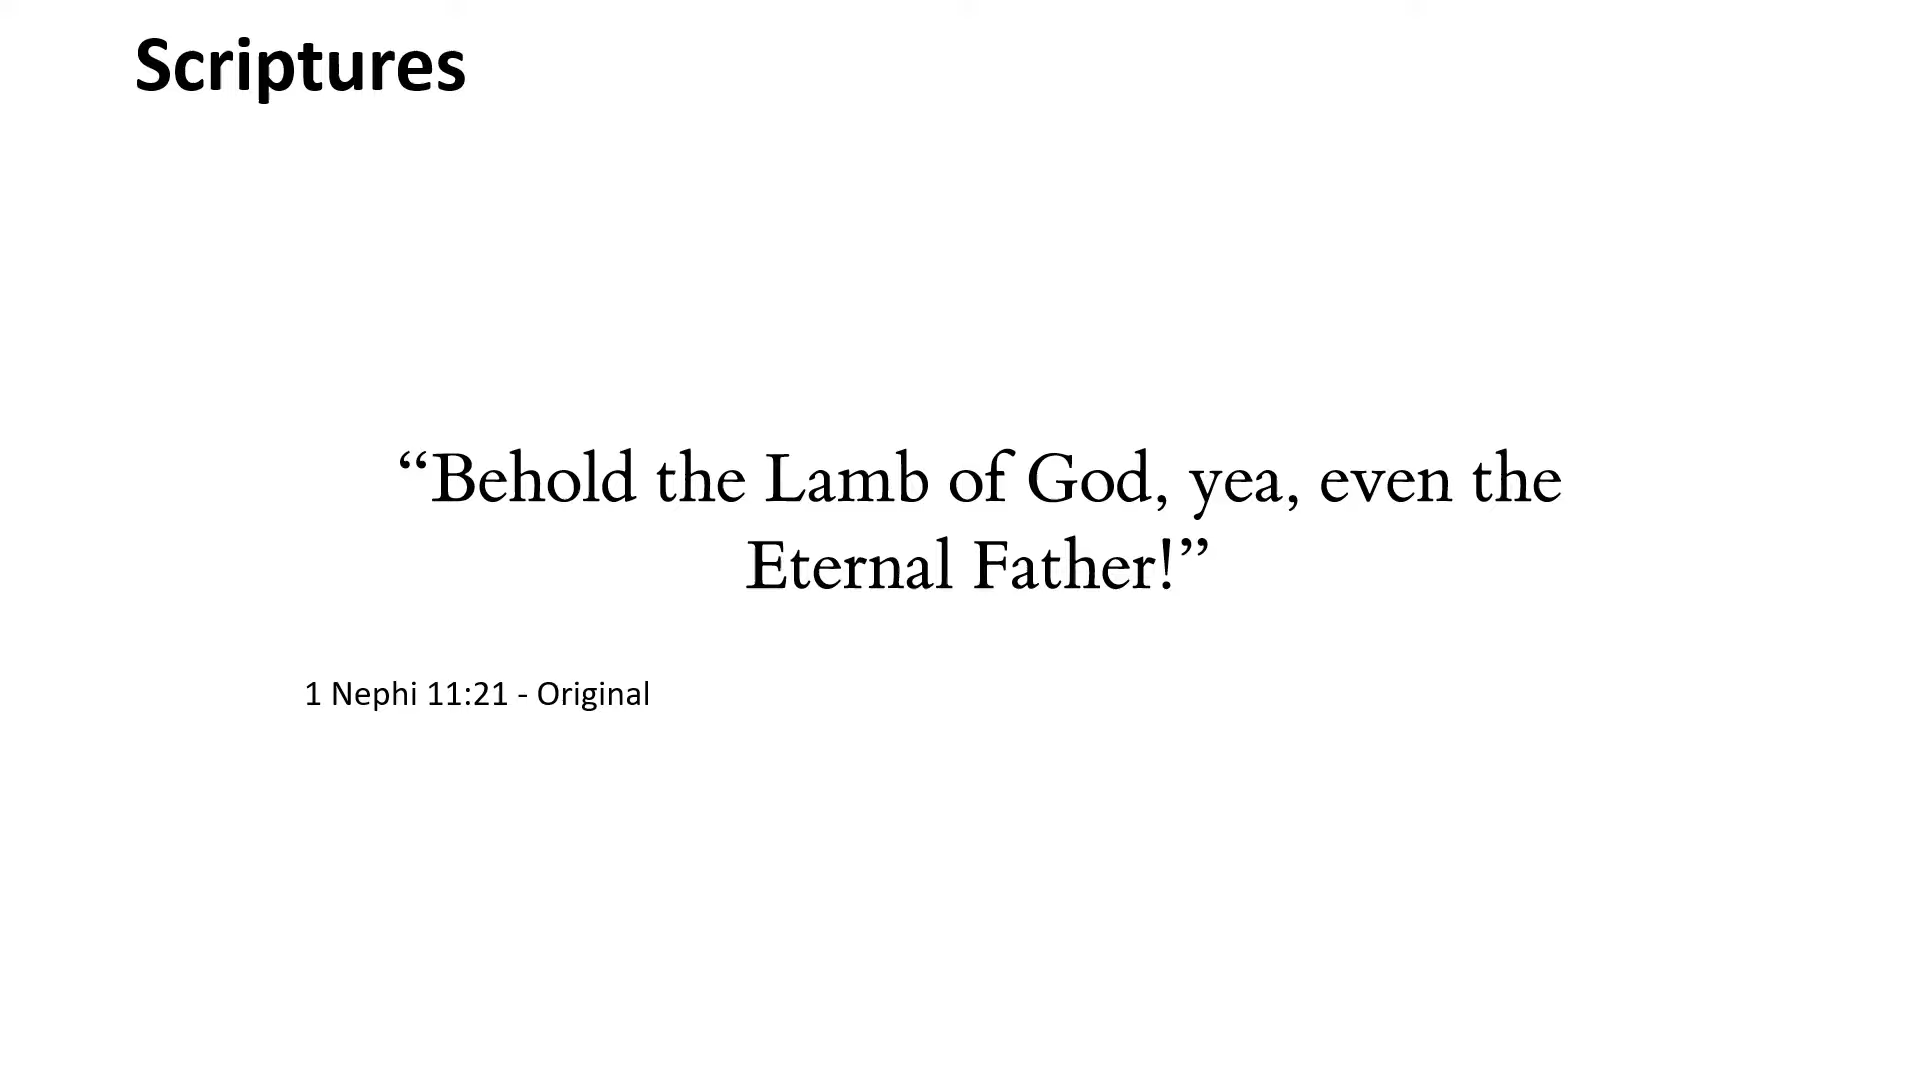 Scriptures
“Behold the Lamb of God, yea, even the
Eternal Father!”
1 Nephi 11:21 - Original